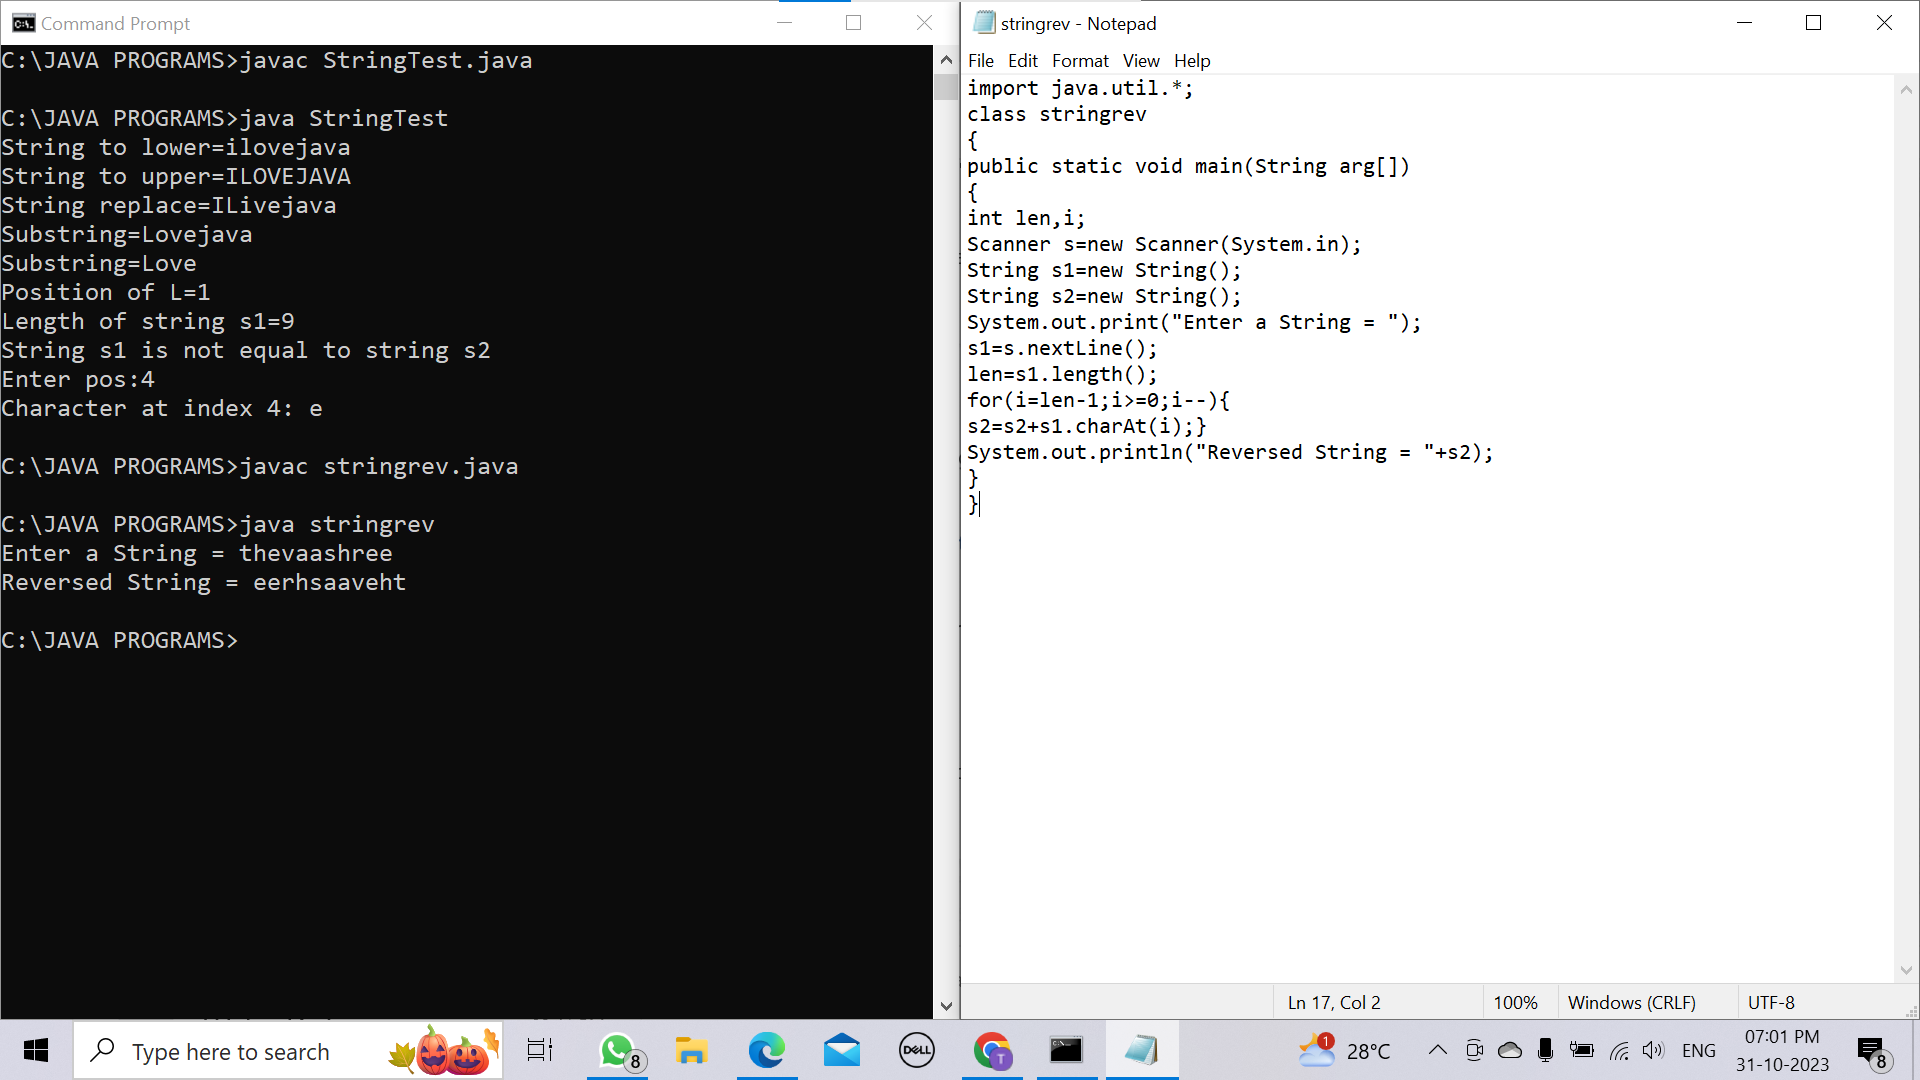 Command Prompt
C:\JAVA PROGRAMS>javac StringTest.java
C:\JAVA PROGRAMS>java StringTest
String to lower=ilovejava
String to upper=ILOVEJAVA
String replace=ILivejava
Substring=Lovejava
Substring=Love
Position of L=1
Length of string s1=9
String s1 is not equal to string s2
Enter pos:4
Character at index 4: e
C:\JAVA PROGRAMS>javac stringrev.java
C:\JAVA PROGRAMS>java stringrev
Enter a String = thevaashree
Reversed String = eerhsaaveht
C:\JAVA PROGRAMS>
stringrev - Notepad
File Edit Format View Help
import java.util.*;
class stringrev
{
public static void main(String arg[])
{
int len,i;
Scanner s=new Scanner(System.in);
String s1=new String();
String s2=new String();
System.out.print("Enter a String = ");
s1=s.nextLine();
len=s1.length();
for(i=len-1;i>=0;i--){
s2=s2+s1.charAt(i);}
System.out.println("Reversed String = "+s2);
}
}
Ln 17, Col 2 100% Windows (CRLF) UTF-8
Type here to search
8
DELL
T
1
28°C
ENG
07:01 PM
31-10-2023
8